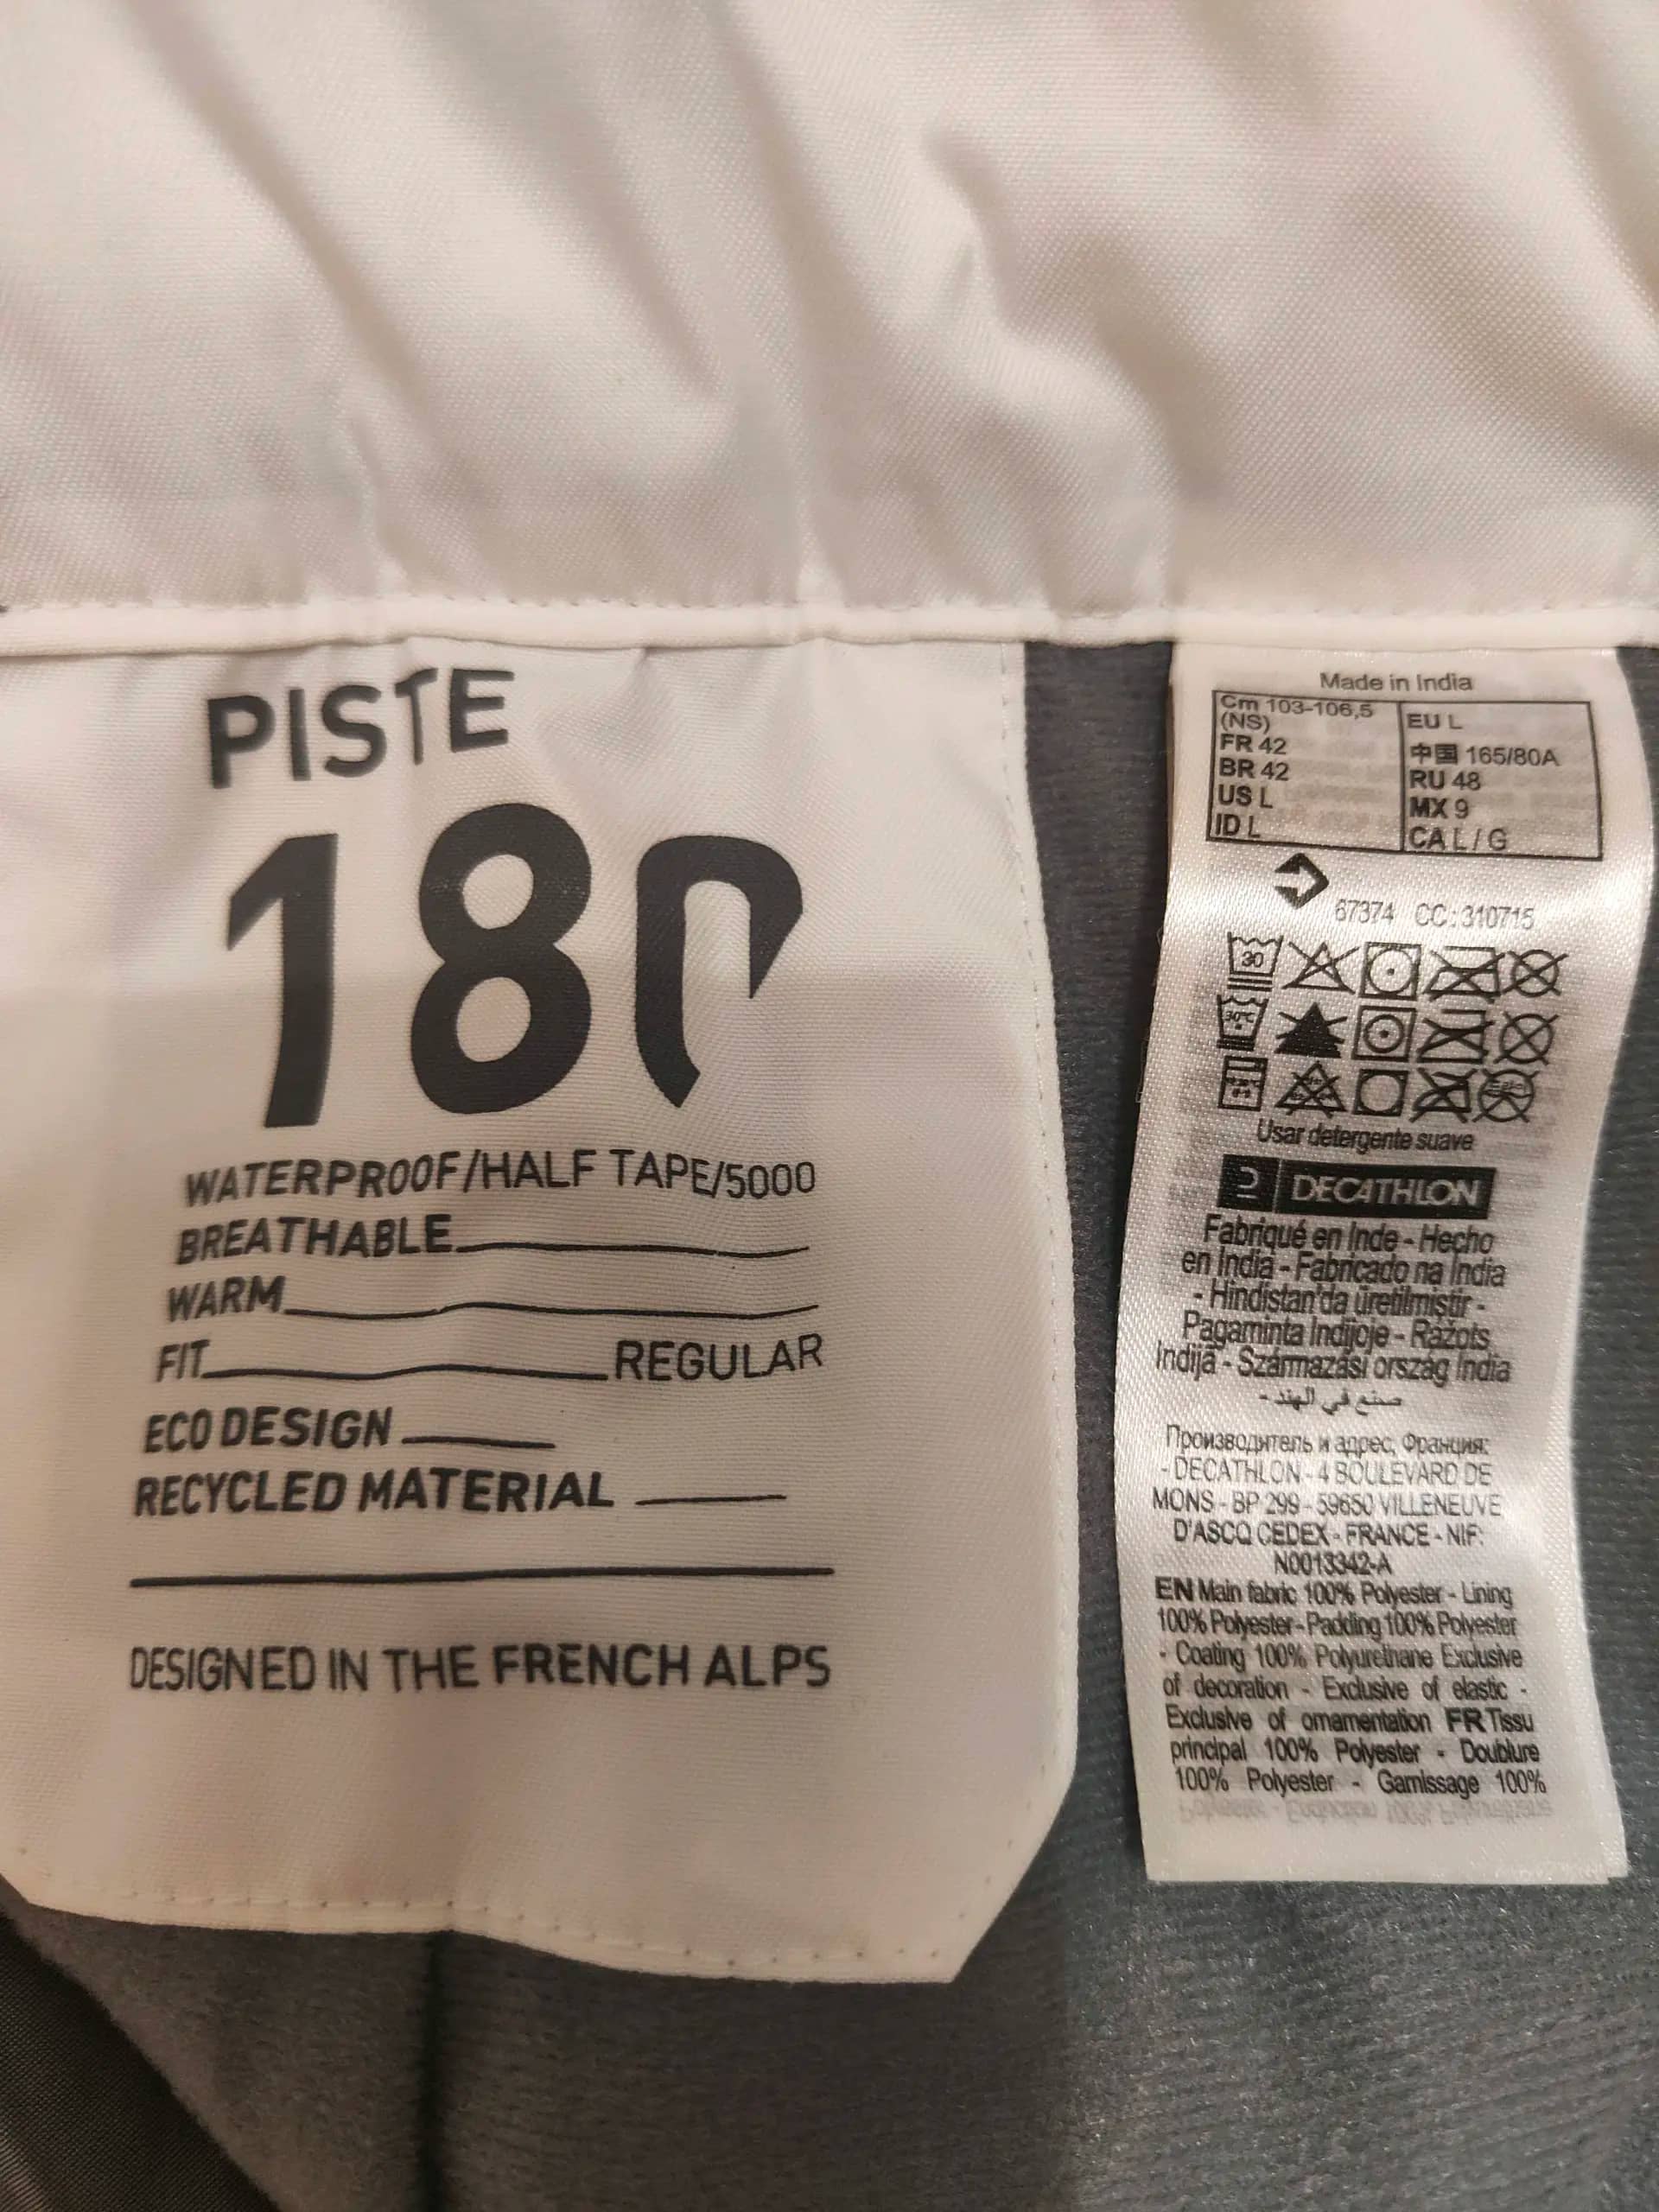 PISTE
180
WATERPROOF/HALF TAPE/5000
BREATHABLE
WARM
FIT REGULAR
ECO DESIGN
RECYCLED MATERIAL
DESIGNED IN THE FRENCH ALPS
Made in India
Cm 103-106,5
(NS)
FR 42
BR 42
US L
ID L
EU L
中国 165/80A
RU 48
MX 9
CA L / G
67374 CC: 310715
30
30°C
Usar detergente suave
DECATHLON
Fabriqué en Inde - Hecho
en India - Fabricado na Índia
- Hindistan'da üretilmiştir -
Pagaminta Indijoje - Ražots
Indijā - Származási ország India
- صنع في الهند
Производитель и адрес, Франция:
- DECATHLON - 4 BOULEVARD DE
MONS - BP 299 - 59650 VILLENEUVE
D'ASCQ CEDEX - FRANCE - NIF:
N0013342-A
EN Main fabric 100% Polyester - Lining
100% Polyester - Padding 100% Polyester
- Coating 100% Polyurethane Exclusive
of decoration - Exclusive of elastic -
Exclusive of ornamentation FR Tissu
principal 100% Polyester - Doublure
100% Polyester - Garnissage 100%